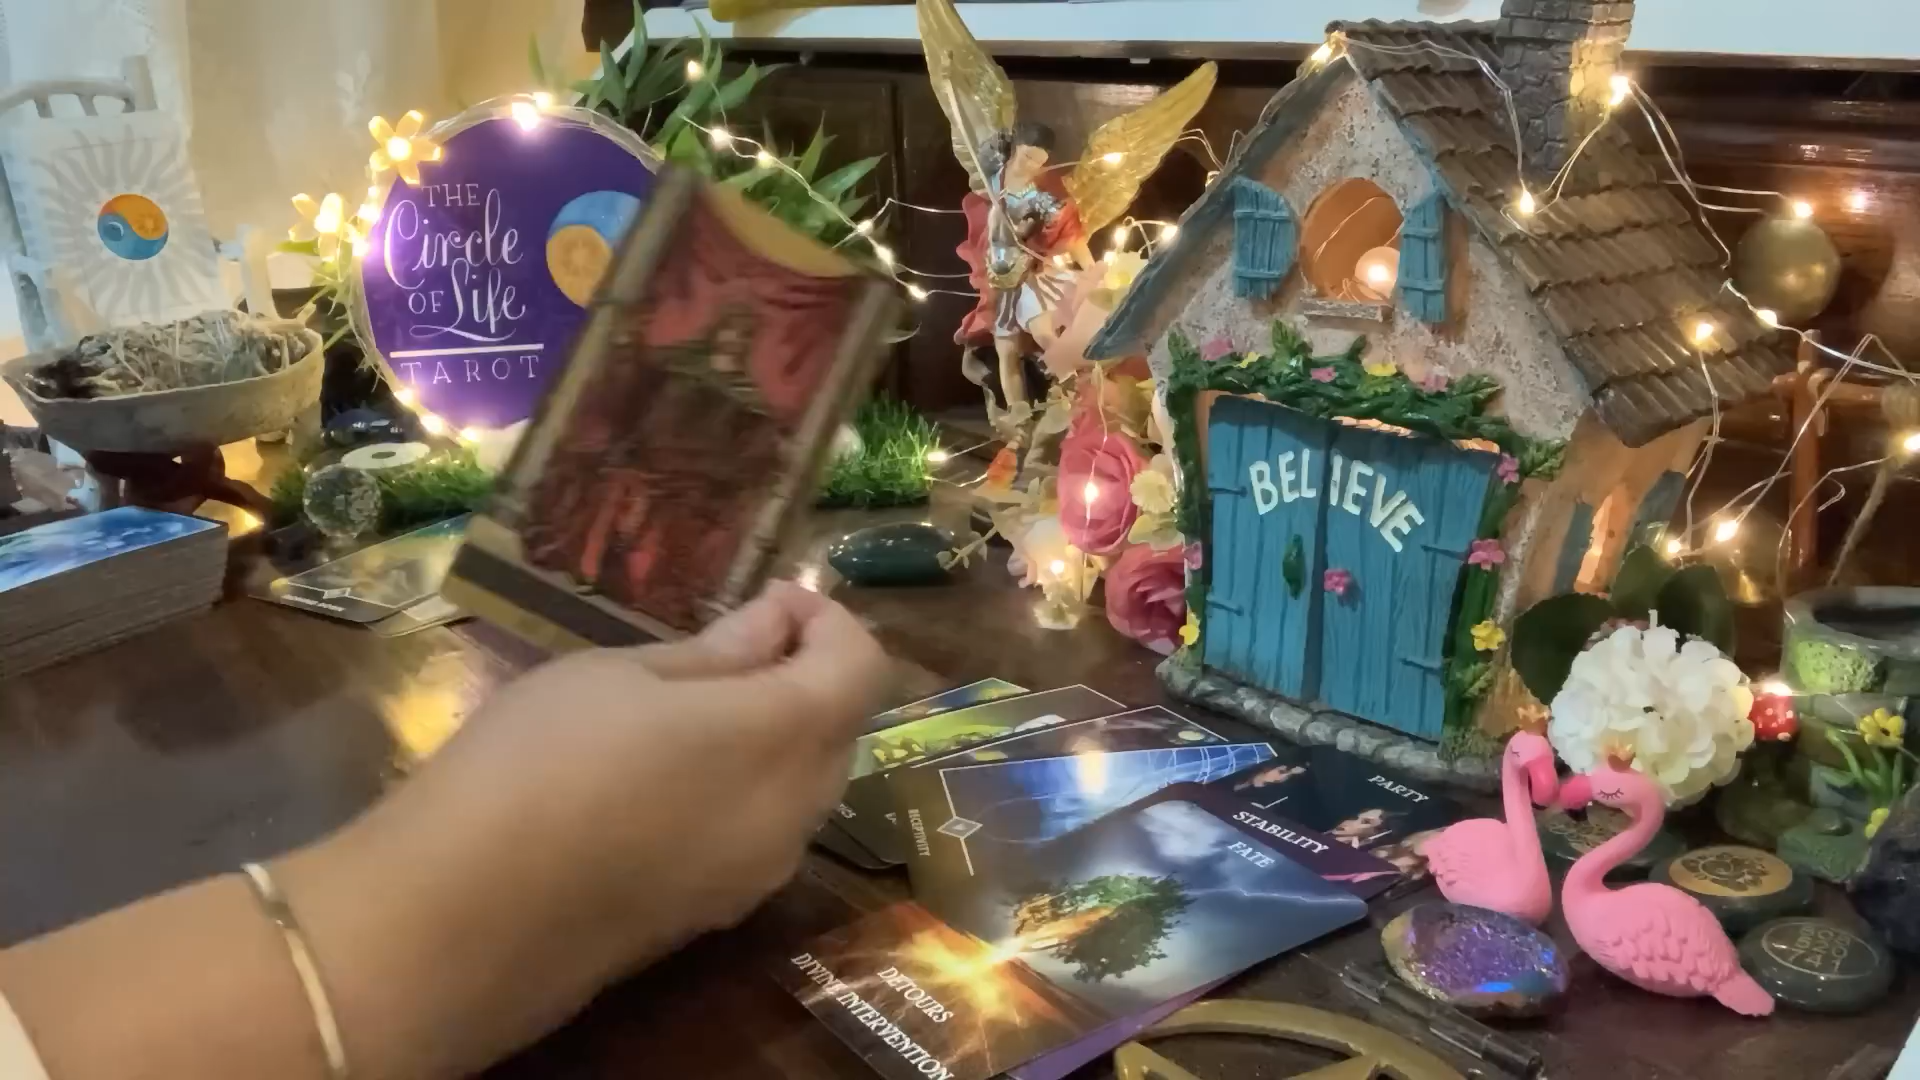 THE
Circle
OF Life
TAROT
BELIEVE
PARTY
STABILITY
FATE
RECEPTIVITY
DETOURS
DIVINE INTERVENTION